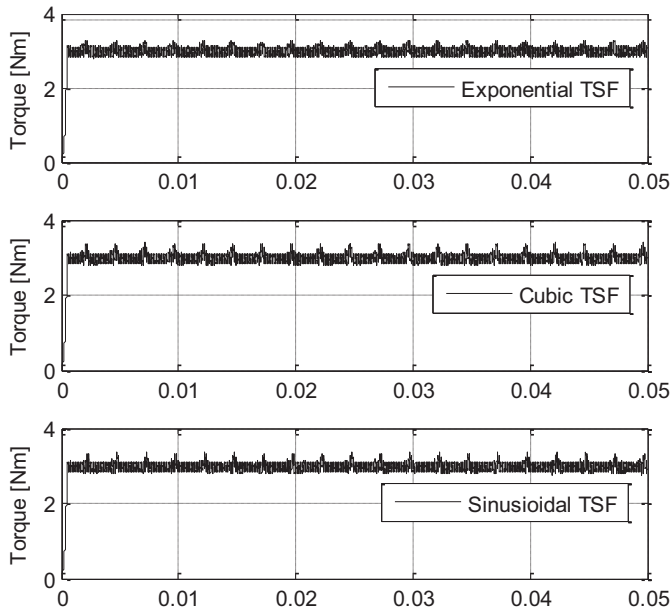 4
2
0
Torque [Nm]
Exponential TSF
0 0.01 0.02 0.03 0.04 0.05
4
2
0
Torque [Nm]
Cubic TSF
0 0.01 0.02 0.03 0.04 0.05
4
2
0
Torque [Nm]
Sinusioidal TSF
0 0.01 0.02 0.03 0.04 0.05